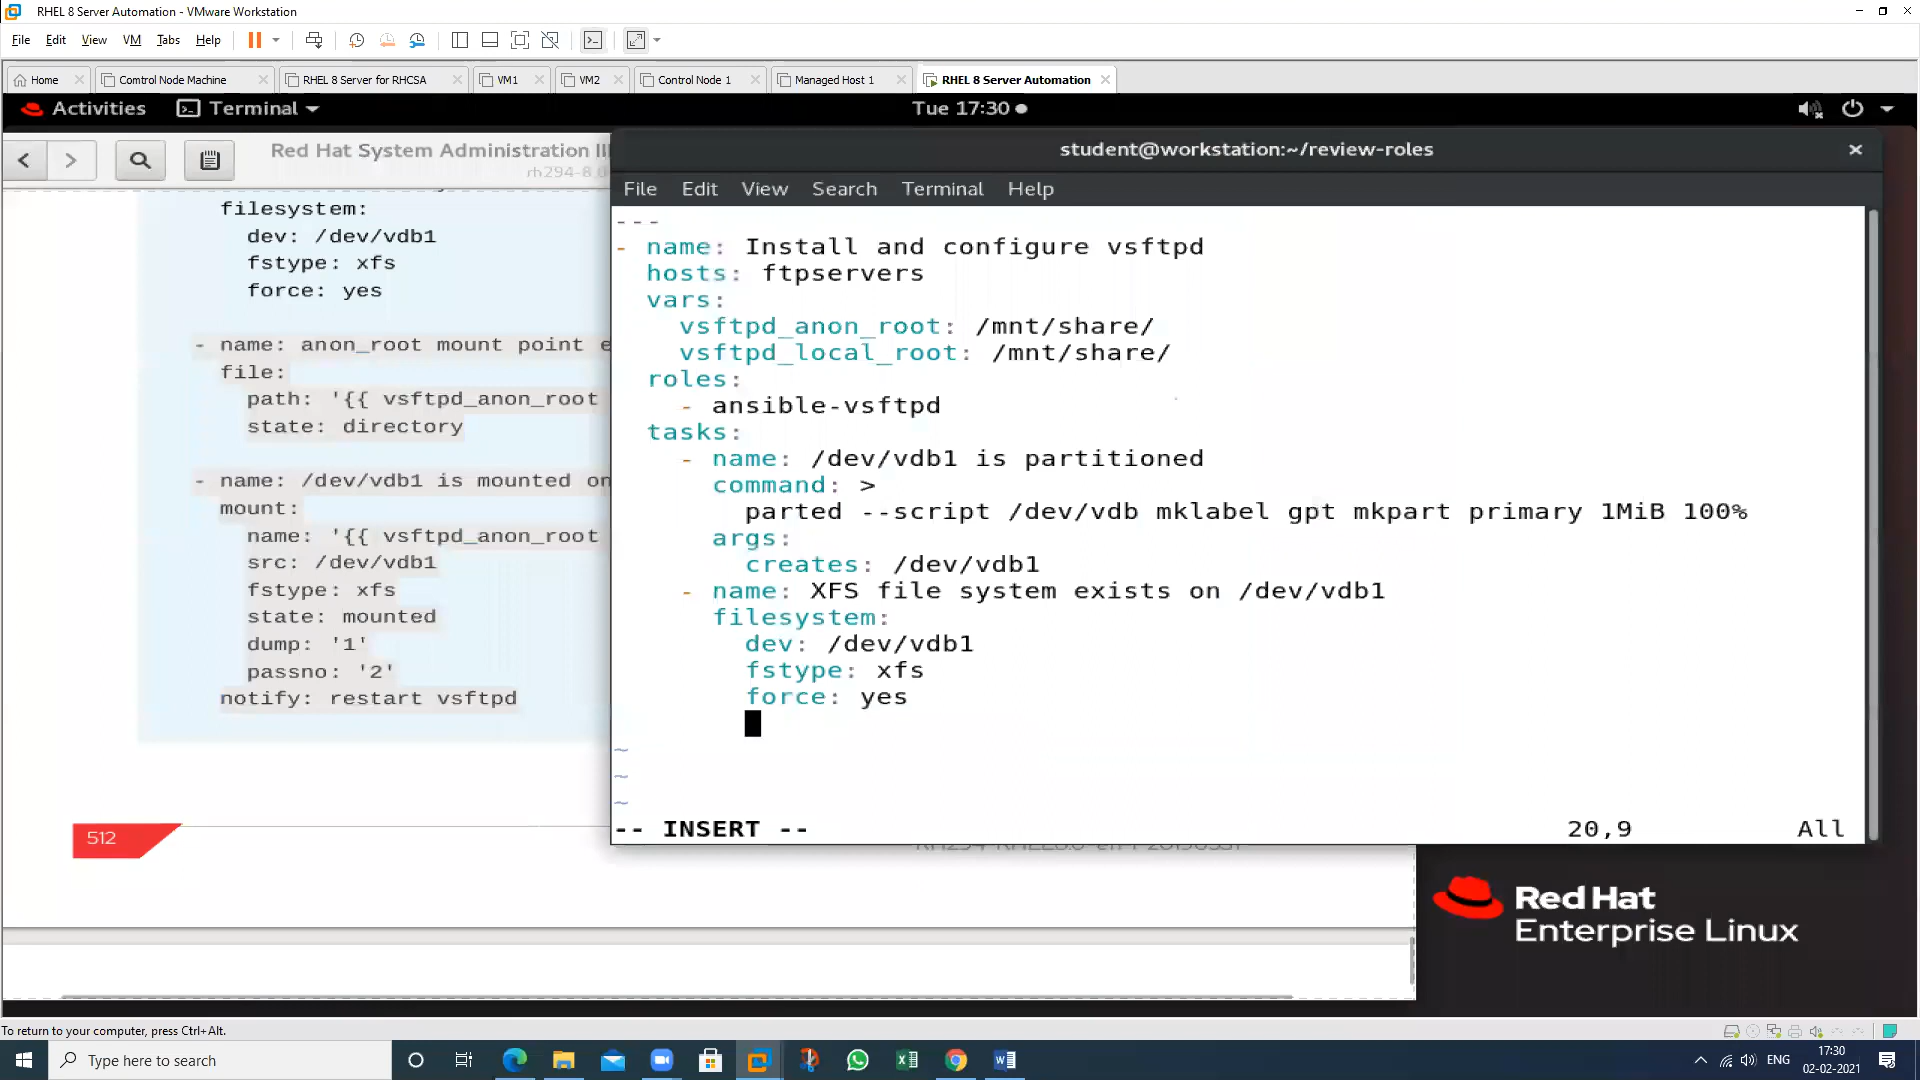 RHEL 8 Server Automation - VMware Workstation
File Edit View VM Tabs Help
Home
Comtrol Node Machine
RHEL 8 Server for RHCSA
VM1
VM2
Control Node 1
Managed Host 1
RHEL 8 Server Automation
Activities
Terminal
Tue 17:30
Red Hat System Administration III
filesystem:
dev: /dev/vdb1
fstype: xfs
force: yes
- name: anon_root mount point
file:
path: '{{ vsftpd_anon_root
state: directory
- name: /dev/vdb1 is mounted on
mount:
name: '{{ vsftpd_anon_root
src: /dev/vdb1
fstype: xfs
state: mounted
dump: '1'
passno: '2'
notify: restart vsftpd
512
student@workstation:~/review-roles
File Edit View Search Terminal Help
---
- name: Install and configure vsftpd
hosts: ftpservers
vars:
vsftpd_anon_root: /mnt/share/
vsftpd_local_root: /mnt/share/
roles:
- ansible-vsftpd
tasks:
- name: /dev/vdb1 is partitioned
command: >
parted --script /dev/vdb mklabel gpt mkpart primary 1MiB 100%
args:
creates: /dev/vdb1
- name: XFS file system exists on /dev/vdb1
filesystem:
dev: /dev/vdb1
fstype: xfs
force: yes
~
~
~
-- INSERT -- 20,9 All
Red Hat
Enterprise Linux
To return to your computer, press Ctrl+Alt.
Type here to search
ENG
17:30
02-02-2021